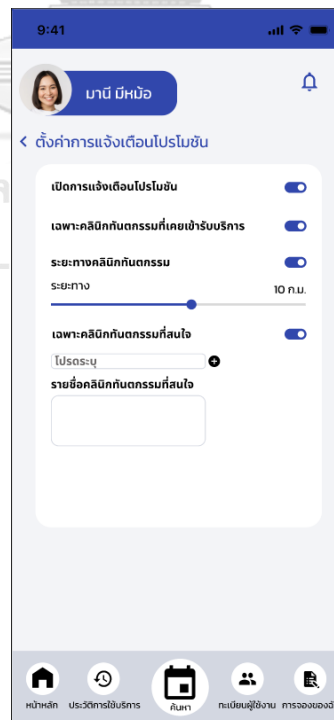 9:41
มานี มีหม้อ
ตั้งค่าการแจ้งเตือนโปรโมชัน
เปิดการแจ้งเตือนโปรโมชัน
เฉพาะคลินิกทันตกรรมที่เคยเข้ารับบริการ
ระยะทางคลินิกทันตกรรม
ระยะทาง
10 ก.ม.
เฉพาะคลินิกทันตกรรมที่สนใจ
โปรดระบุ
รายชื่อคลินิกทันตกรรมที่สนใจ
หน้าหลัก ประวัติการใช้บริการ ค้นหา ทะเบียนผู้ใช้งาน การจองของ